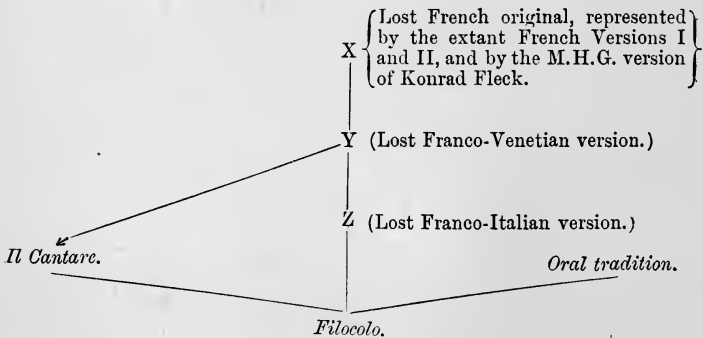 Lost French original, represented
by the extant French Versions I
X
and II, and by the M.H.G. version
of Konrad Fleck.
Y (Lost Franco-Venetian version.)
Z (Lost Franco-Italian version.)
Il Cantare.
Oral tradition.
Filocolo.